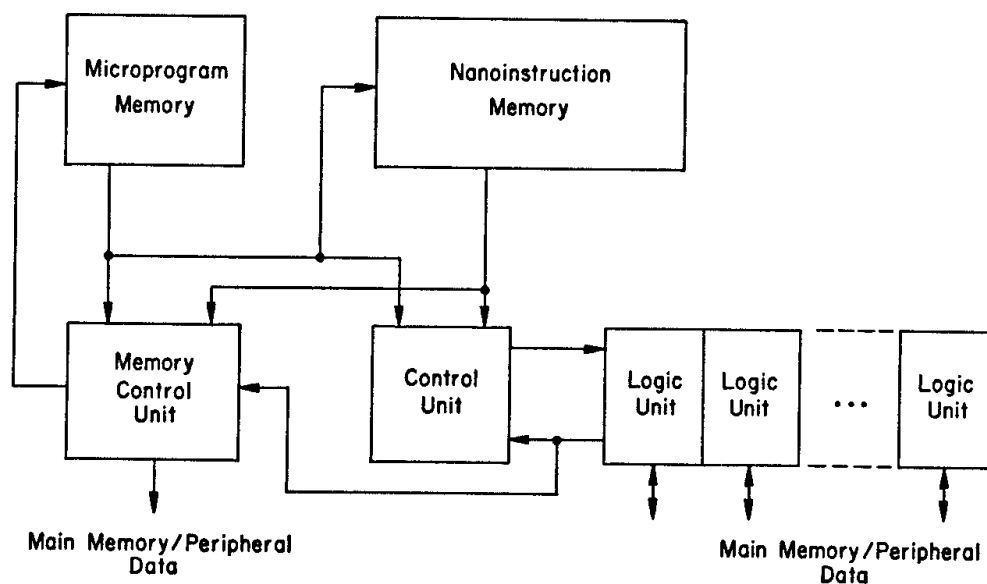 Microprogram
Memory
Nanoinstruction
Memory
Memory
Control
Unit
Control
Unit
Logic
Unit
Logic
Unit
...
Logic
Unit
Main Memory/Peripheral
Data
Main Memory/Peripheral
Data